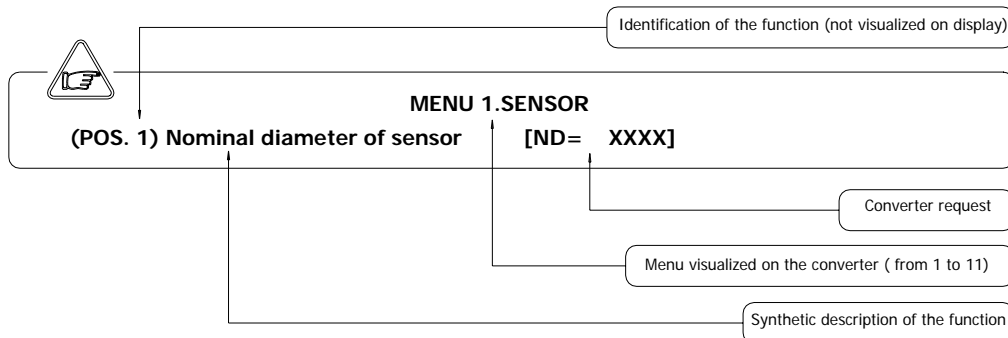 Identification of the function (not visualized on display)
MENU 1.SENSOR
(POS. 1) Nominal diameter of sensor [ND= XXXX]
Converter request
Menu visualized on the converter ( from 1 to 11)
Synthetic description of the function